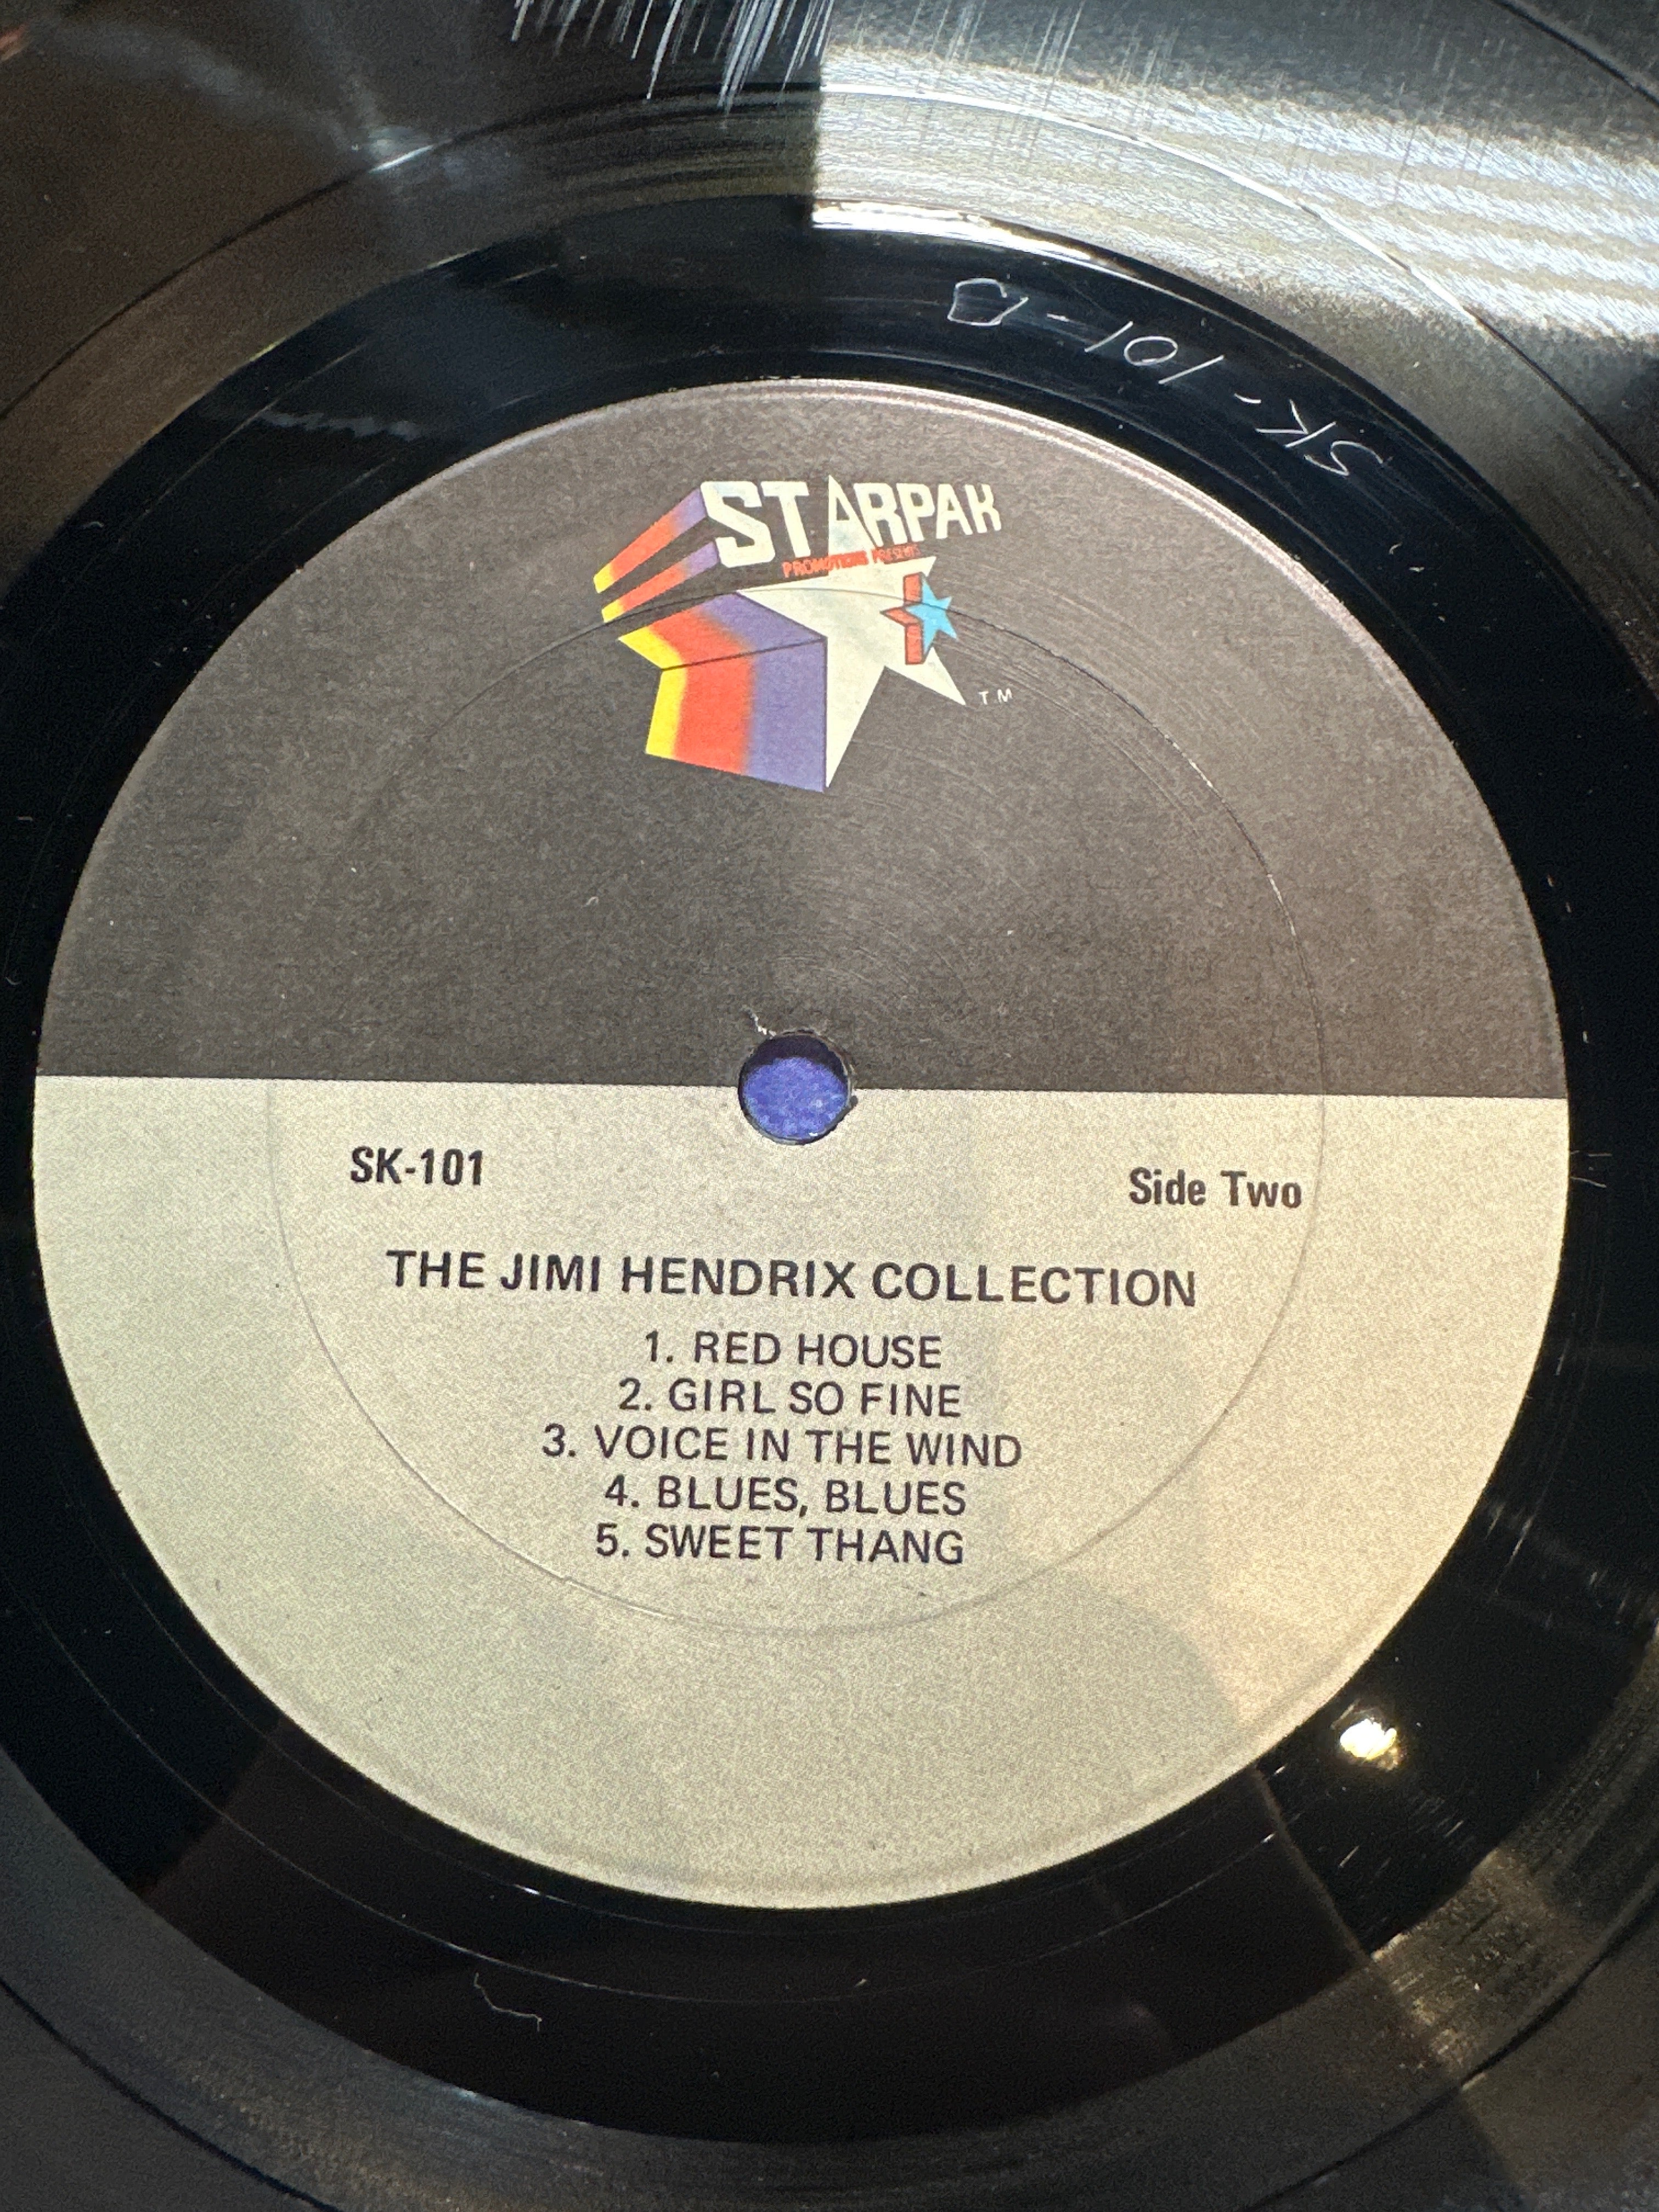 SK-101-B
STARPAK
PROMOTIONS PRESENTS
TM
SK-101
Side Two
THE JIMI HENDRIX COLLECTION
1. RED HOUSE
2. GIRL SO FINE
3. VOICE IN THE WIND
4. BLUES, BLUES
5. SWEET THANG